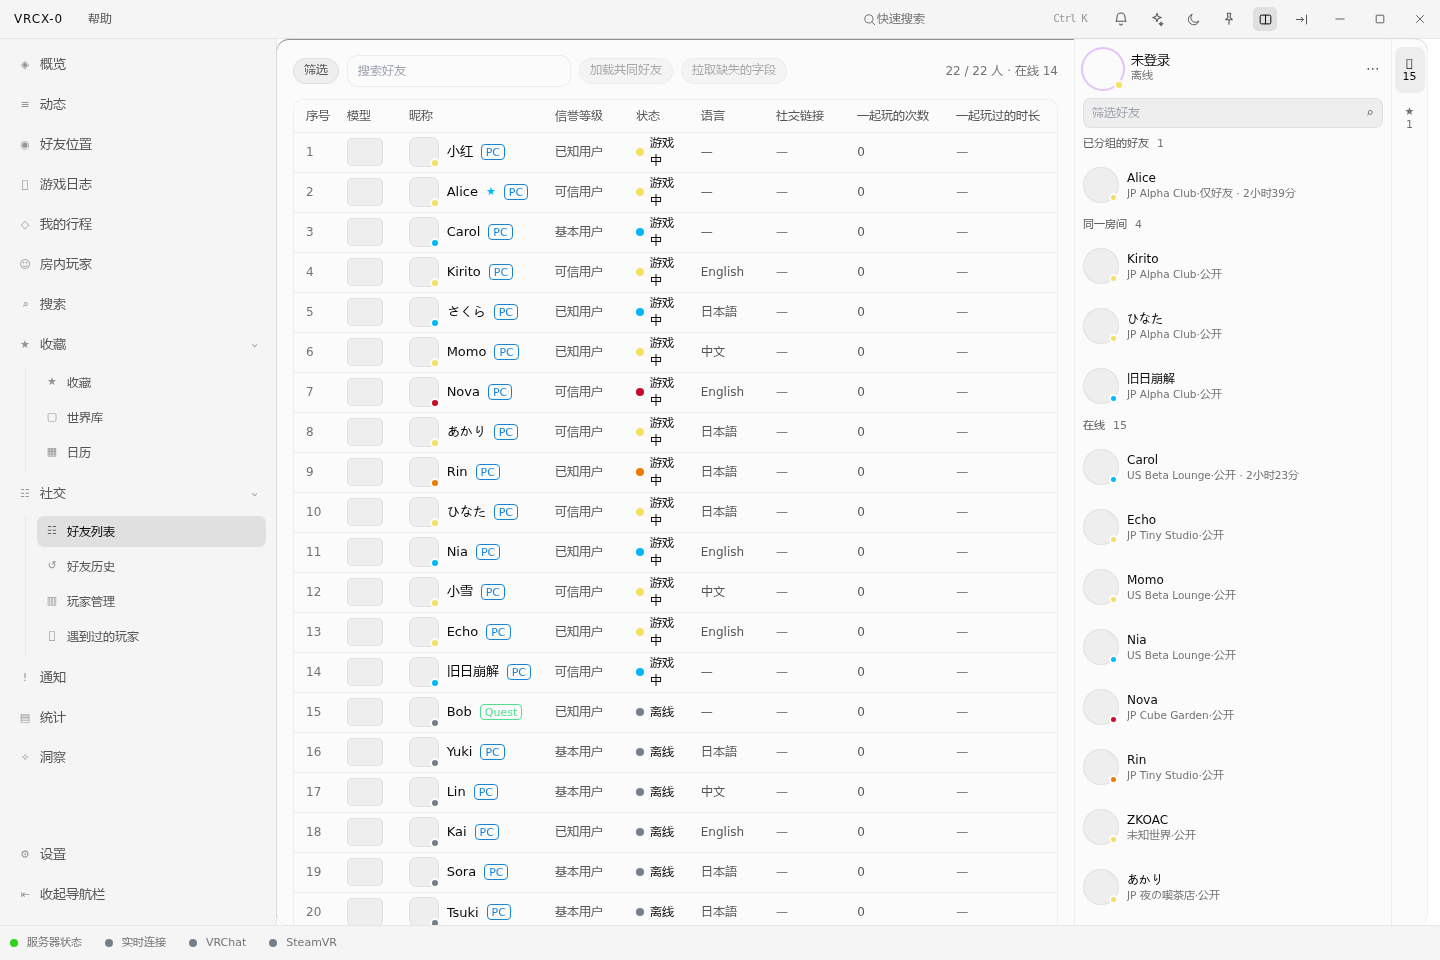 VRCX-0 帮助 快速搜索 Ctrl K
概览
动态
好友位置
游戏日志
我的行程
房内玩家
搜索
收藏
收藏
世界库
日历
社交
好友列表
好友历史
玩家管理
遇到过的玩家
通知
统计
洞察
设置
收起导航栏
筛选 搜索好友 加载共同好友 拉取缺失的字段 22 / 22 人 · 在线 14
序号 模型 昵称 信誉等级 状态 语言 社交链接 一起玩的次数 一起玩过的时长
1 小红 PC 已知用户 游戏中 — — 0 —
2 Alice ★ PC 可信用户 游戏中 — — 0 —
3 Carol PC 基本用户 游戏中 — — 0 —
4 Kirito PC 可信用户 游戏中 English — 0 —
5 さくら PC 已知用户 游戏中 日本語 — 0 —
6 Momo PC 已知用户 游戏中 中文 — 0 —
7 Nova PC 可信用户 游戏中 English — 0 —
8 あかり PC 可信用户 游戏中 日本語 — 0 —
9 Rin PC 已知用户 游戏中 日本語 — 0 —
10 ひなた PC 可信用户 游戏中 日本語 — 0 —
11 Nia PC 已知用户 游戏中 English — 0 —
12 小雪 PC 可信用户 游戏中 中文 — 0 —
13 Echo PC 已知用户 游戏中 English — 0 —
14 旧日崩解 PC 可信用户 游戏中 — — 0 —
15 Bob Quest 已知用户 离线 — — 0 —
16 Yuki PC 基本用户 离线 日本語 — 0 —
17 Lin PC 基本用户 离线 中文 — 0 —
18 Kai PC 已知用户 离线 English — 0 —
19 Sora PC 基本用户 离线 日本語 — 0 —
20 Tsuki PC 基本用户 离线 日本語 — 0 —
未登录
离线
筛选好友
已分组的好友 1
Alice
JP Alpha Club·仅好友 · 2小时39分
同一房间 4
Kirito
JP Alpha Club·公开
ひなた
JP Alpha Club·公开
旧日崩解
JP Alpha Club·公开
在线 15
Carol
US Beta Lounge·公开 · 2小时23分
Echo
JP Tiny Studio·公开
Momo
US Beta Lounge·公开
Nia
US Beta Lounge·公开
Nova
JP Cube Garden·公开
Rin
JP Tiny Studio·公开
ZKOAC
未知世界·公开
あかり
JP 夜の喫茶店·公开
15
★
1
服务器状态 实时连接 VRChat SteamVR